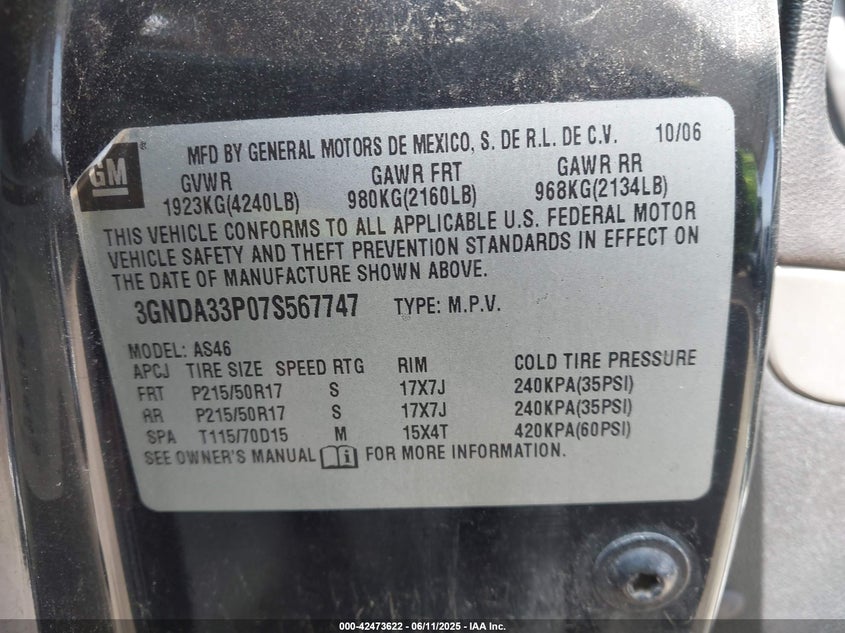 GM®
MFD BY GENERAL MOTORS DE MEXICO, S. DE R.L. DE C.V. 10/06
GVWR GAWR FRT GAWR RR
1923KG(4240LB) 980KG(2160LB) 968KG(2134LB)
THIS VEHICLE CONFORMS TO ALL APPLICABLE U.S. FEDERAL MOTOR
VEHICLE SAFETY AND THEFT PREVENTION STANDARDS IN EFFECT ON
THE DATE OF MANUFACTURE SHOWN ABOVE.
3GNDA33P07S567747 TYPE: M.P.V.
MODEL: AS46
APCJ TIRE SIZE SPEED RTG RIM COLD TIRE PRESSURE
FRT P215/50R17 S 17X7J 240KPA(35PSI)
RR P215/50R17 S 17X7J 240KPA(35PSI)
SPA T115/70D15 M 15X4T 420KPA(60PSI)
SEE OWNER'S MANUAL i FOR MORE INFORMATION.
000-42473622 - 06/11/2025 - IAA Inc.